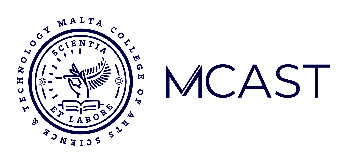 MALTA COLLEGE OF ARTS SCIENCE & TECHNOLOGY
SCIENTIA
ET LABORE
MCAST